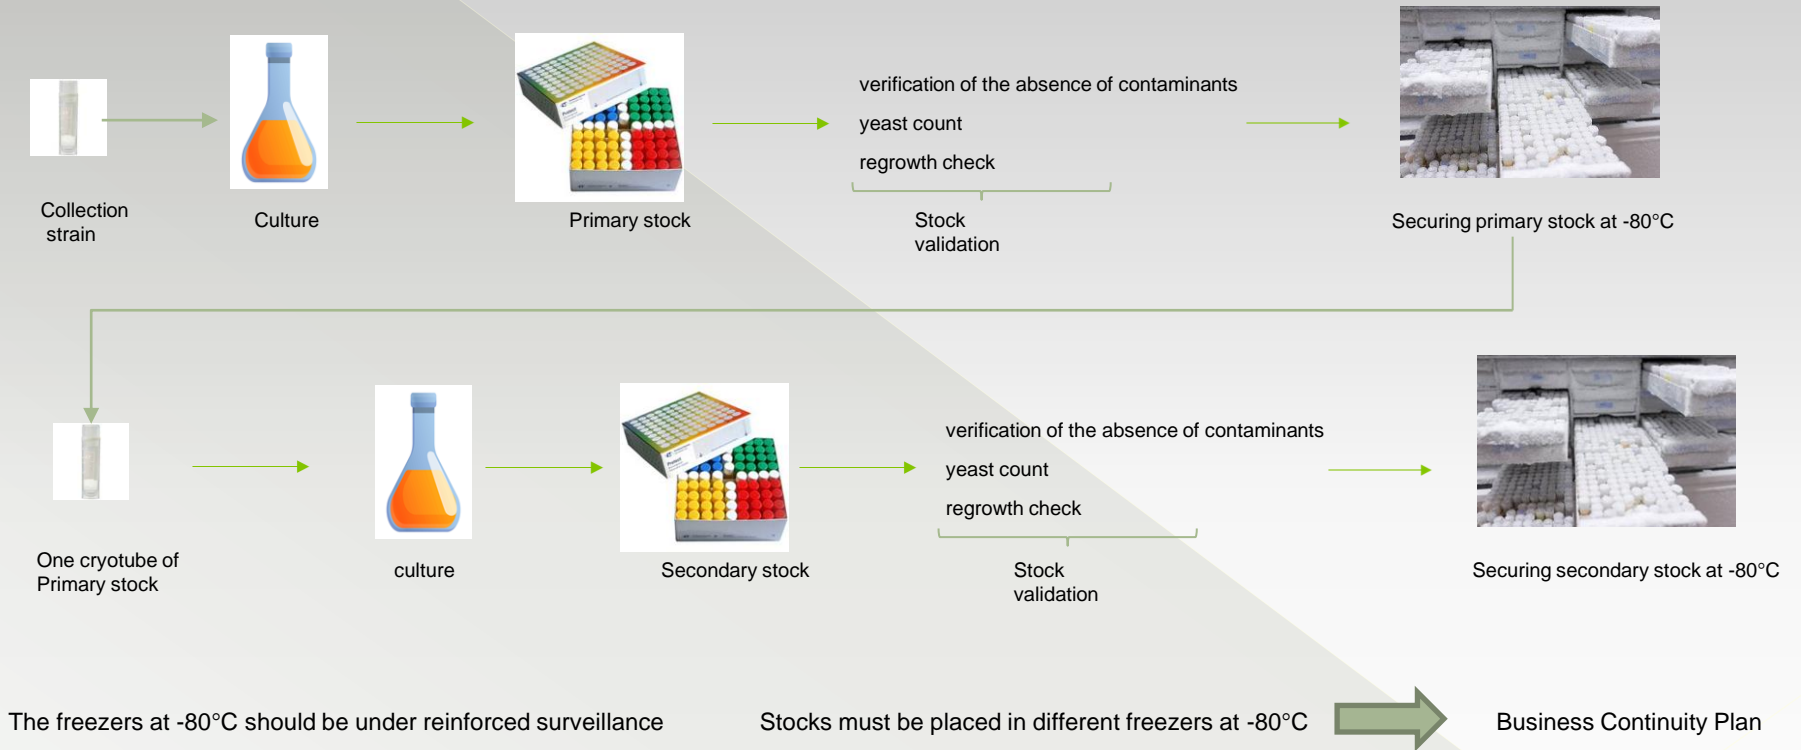 verification of the absence of contaminants
yeast count
regrowth check
Collection
strain
Culture
Primary stock
Stock
validation
Securing primary stock at -80°C
verification of the absence of contaminants
yeast count
regrowth check
One cryotube of
Primary stock
culture
Secondary stock
Stock
validation
Securing secondary stock at -80°C
The freezers at -80°C should be under reinforced surveillance
Stocks must be placed in different freezers at -80°C
Business Continuity Plan